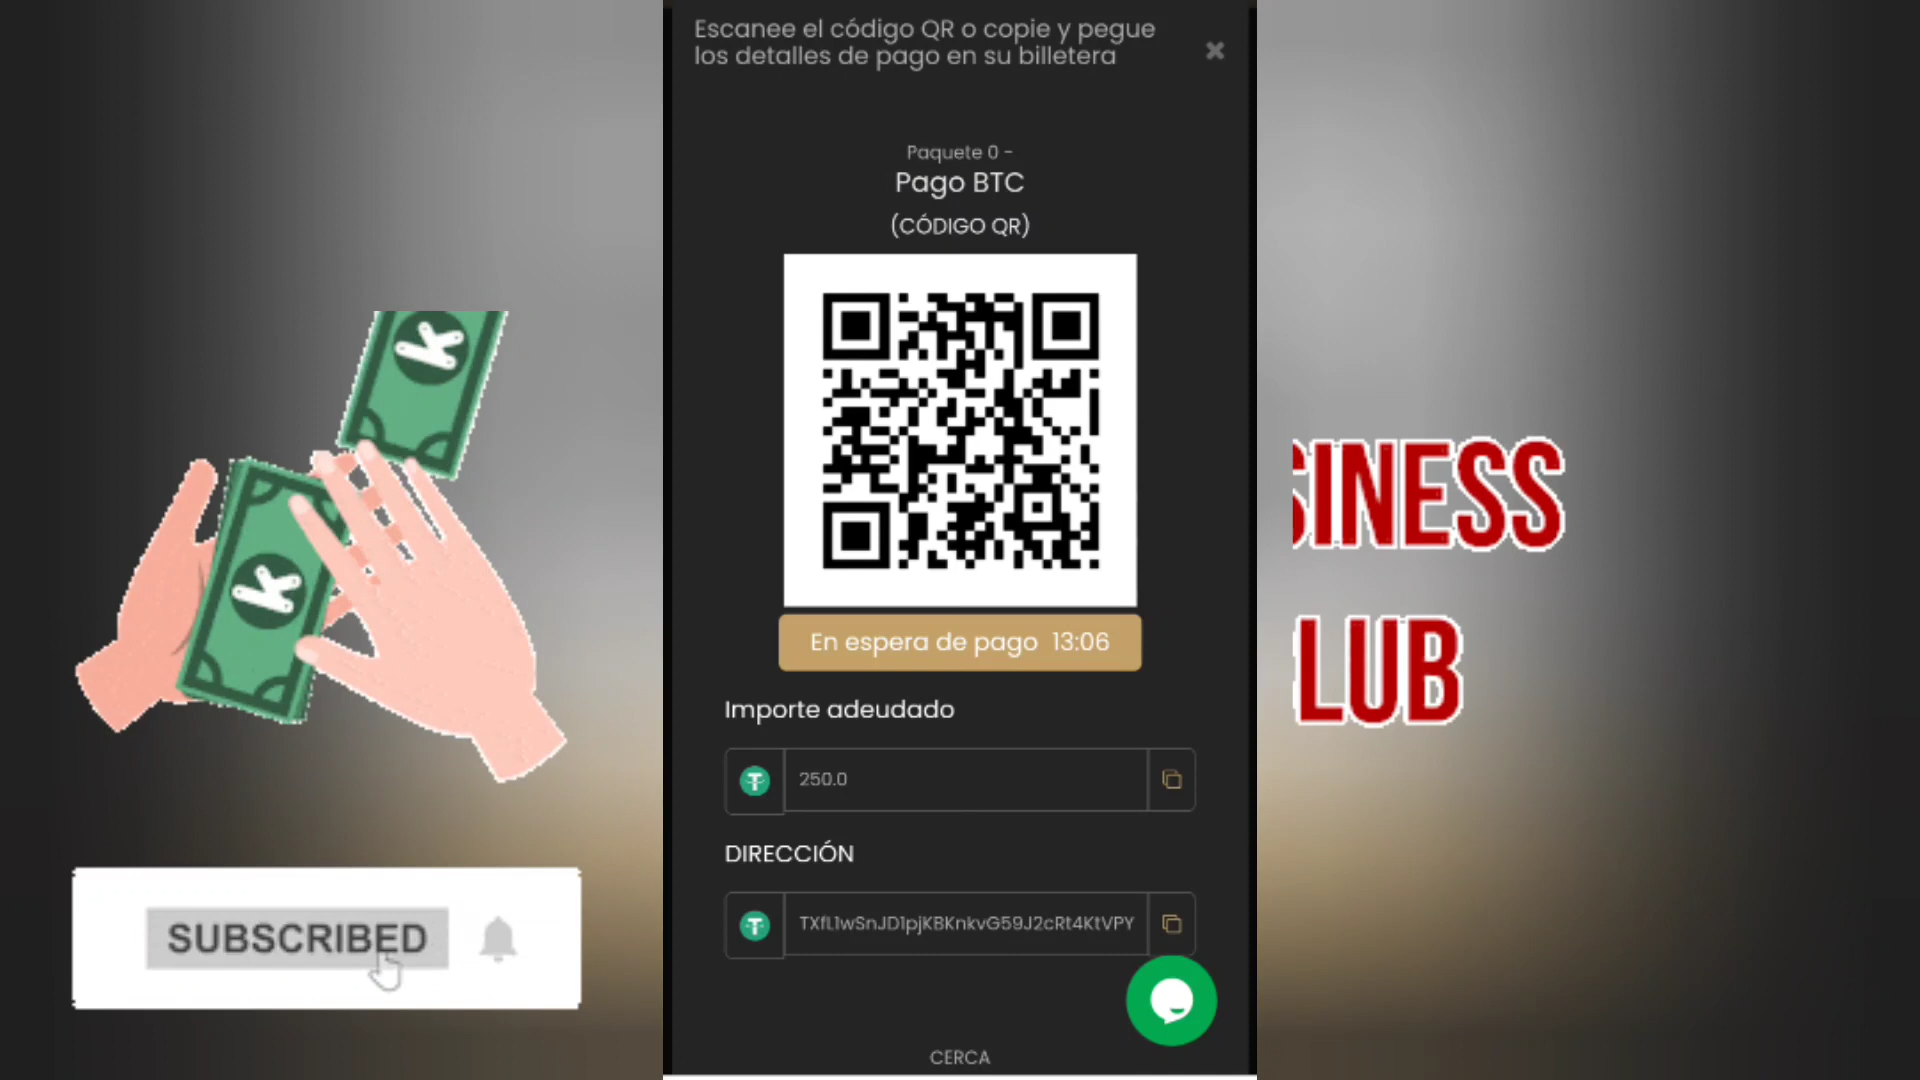 Escanee el código QR o copie y pegue
los detalles de pago en su billetera
Paquete 0 -
Pago BTC
(CÓDIGO QR)
En espera de pago 13:06
Importe adeudado
250.0
DIRECCIÓN
TXfL1wSnJD1pjKBKnkvG59J2cRt4KtVPY
CERCA
k
k
SUBSCRIBED
SINESS
LUB